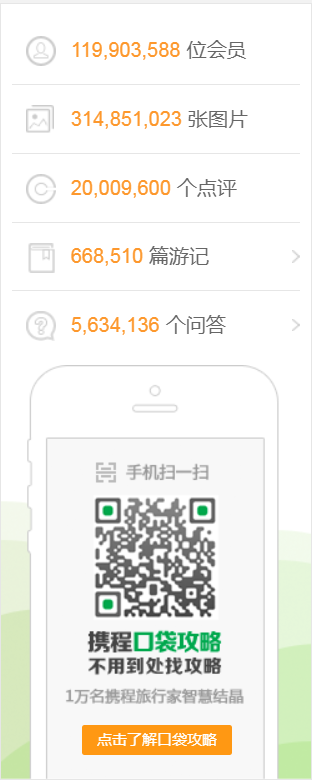 119,903,588 位会员
314,851,023 张图片
20,009,600 个点评
668,510 篇游记
5,634,136 个问答
手机扫一扫
携程口袋攻略
不用到处找攻略
1万名携程旅行家智慧结晶
点击了解口袋攻略